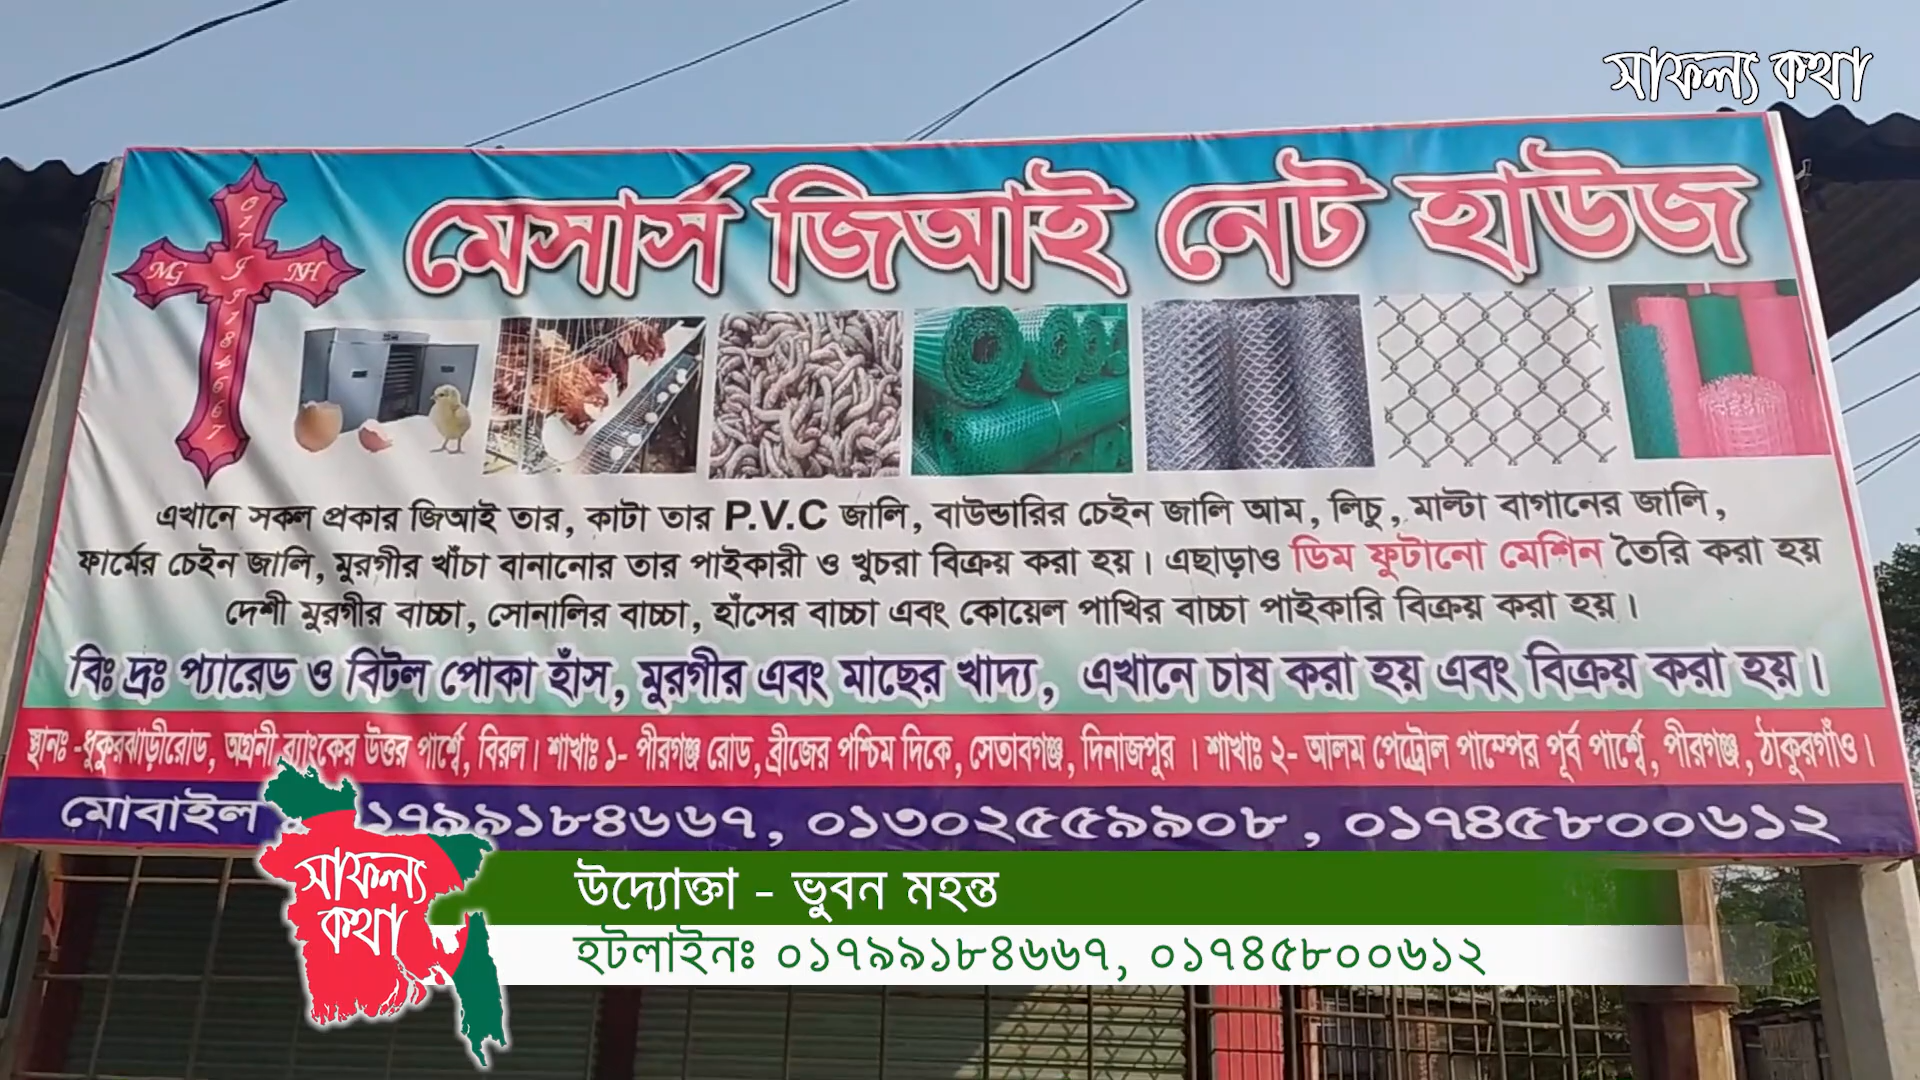 সাফল্য কথা
মেসার্স জিআই নেট হাউজ
MG NH
এখানে সকল প্রকার জিআই তার, কাটা তার P.V.C জালি, বাউন্ডারির চেইন জালি আম, লিচু, মাল্টা বাগানের জালি,
ফার্মের চেইন জালি, মুরগীর খাঁচা বানানোর তার পাইকারী ও খুচরা বিক্রয় করা হয়। এছাড়াও ডিম ফুটানো মেশিন তৈরি করা হয়
দেশী মুরগীর বাচ্চা, সোনালির বাচ্চা, হাঁসের বাচ্চা এবং কোয়েল পাখির বাচ্চা পাইকারি বিক্রয় করা হয়।
বিঃ দ্রঃ প্যারেড ও বিটল পোকা হাঁস, মুরগীর এবং মাছের খাদ্য, এখানে চাষ করা হয় এবং বিক্রয় করা হয়।
স্থানঃ -ধুকুরঝাড়ীরোড, অগ্রনী ব্যাংকের উত্তর পার্শ্বে, বিরল। শাখাঃ ১- পীরগঞ্জ রোড, ব্রীজের পশ্চিম দিকে, সেতাবগঞ্জ, দিনাজপুর । শাখাঃ ২- আলম পেট্রোল পাম্পের পূর্ব পার্শ্বে, পীরগঞ্জ, ঠাকুরগাঁও।
মোবাইল ১৭৯৯১৮৪৬৬৭, ০১৩০২৫৫৯৯০৮, ০১৭৪৫৮০০৬১২
সাফল্য
কথা
উদ্যোক্তা - ভুবন মহন্ত
হটলাইনঃ ০১৭৯৯১৮৪৬৬৭, ০১৭৪৫৮০০৬১২